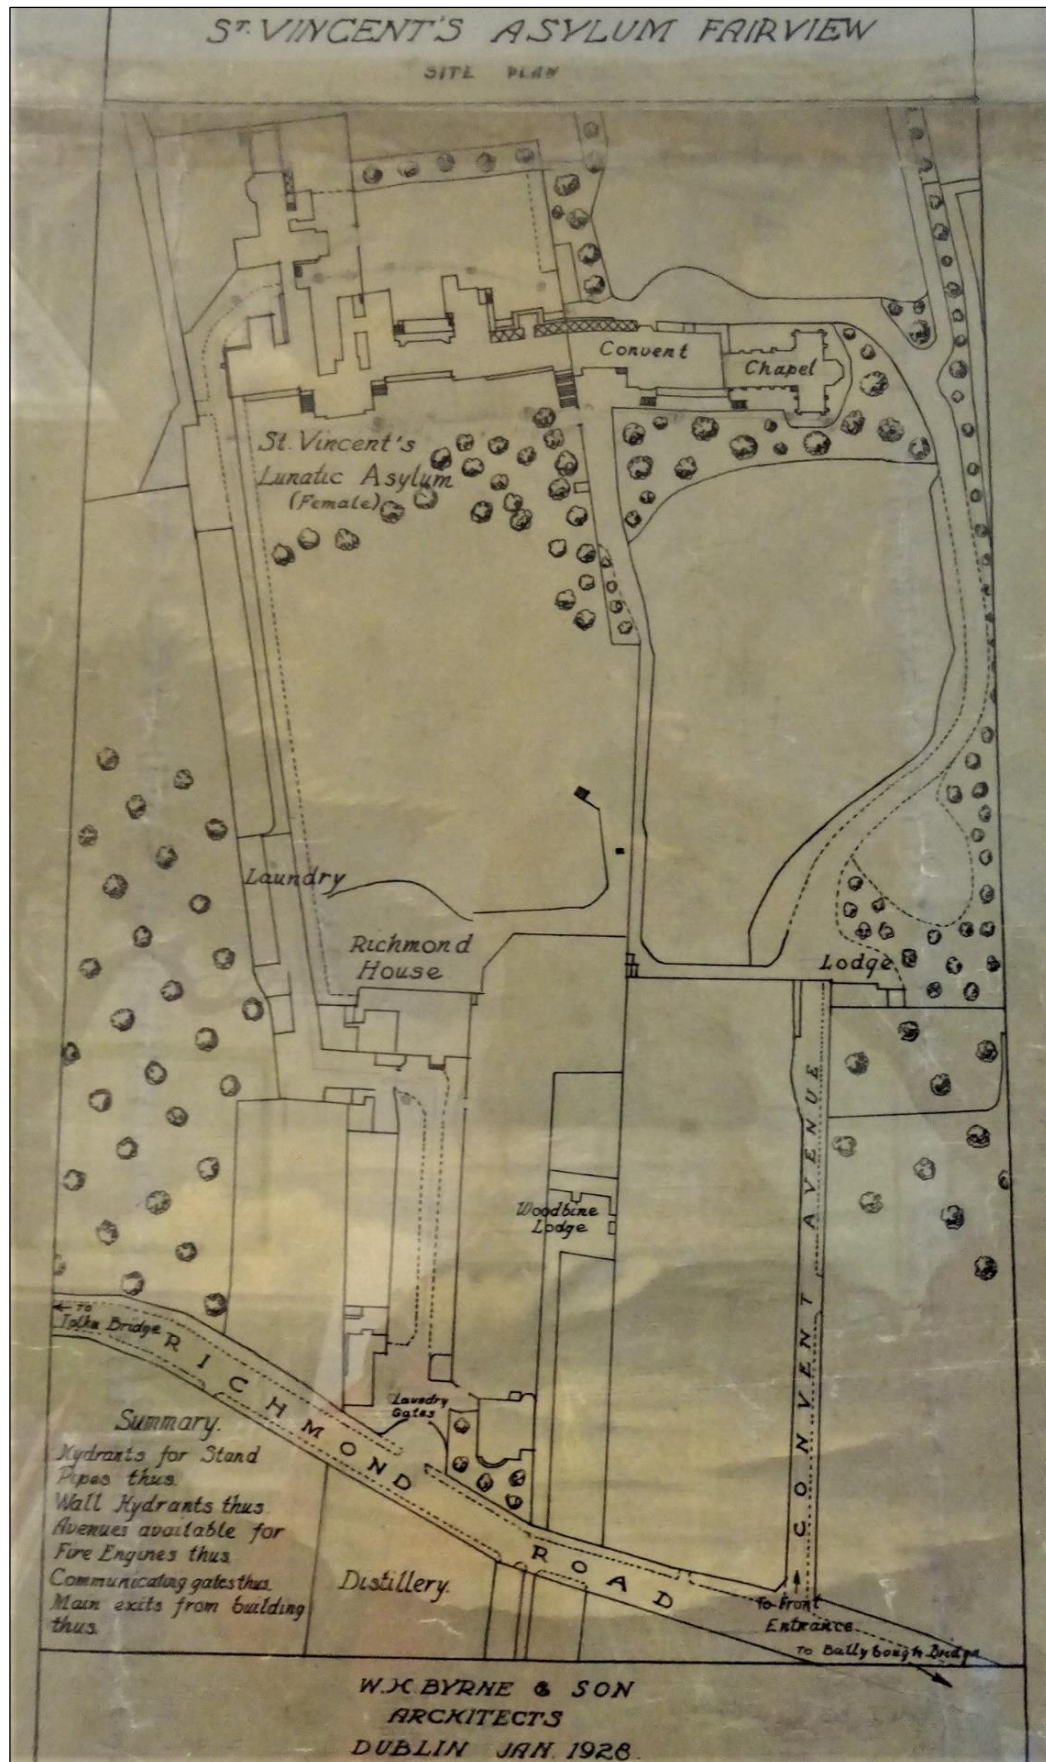 ST. VINCENT'S ASYLUM FAIRVIEW
SITE PLAN
Convent
Chapel
St. Vincent's
Lunatic Asylum
(Female)
Laundry
Richmond
House
Lodge
Woodbine
Lodge
CONVENT AVENUE
← TO
Tolka Bridge
RICHMOND ROAD
Laundry
Gates
Summary.
Hydrants for Stand
Pipes thus.
Wall Hydrants thus.
Avenues available for
Fire Engines thus.
Communicating gates thus.
Main exits from building
thus.
Distillery.
To Front
Entrance.
TO Ballybough Bridge
W.H. BYRNE & SON
ARCHITECTS
DUBLIN JAN. 1928.